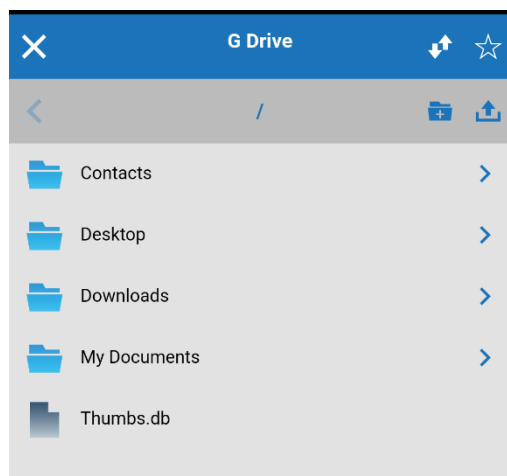 G Drive
/
Contacts
Desktop
Downloads
My Documents
Thumbs.db